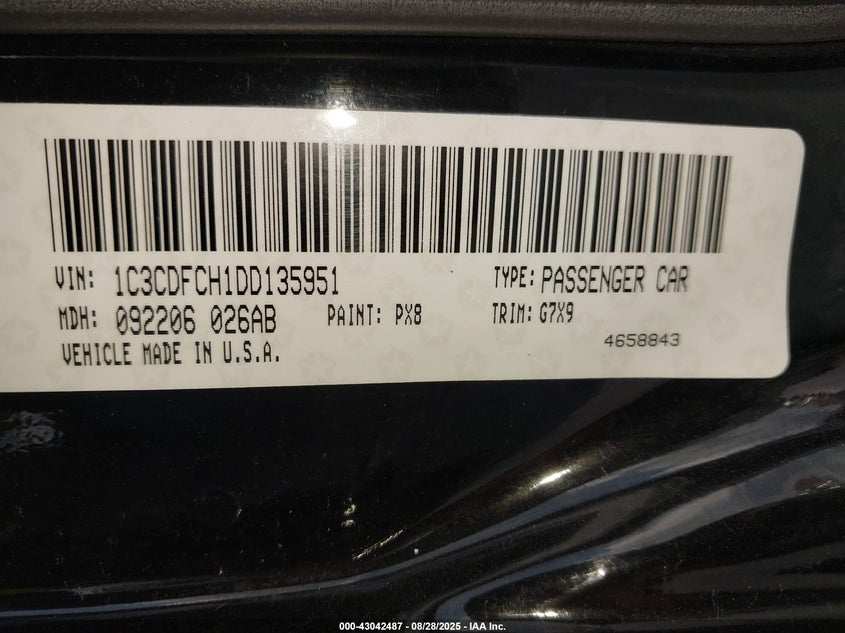 VIN: 1C3CDFCH1DD135951 TYPE: PASSENGER CAR
MDH: 092206 026AB PAINT: PX8 TRIM: G7X9
VEHICLE MADE IN U.S.A. 4658843
000-43042487 - 08/28/2025 - IAA Inc.